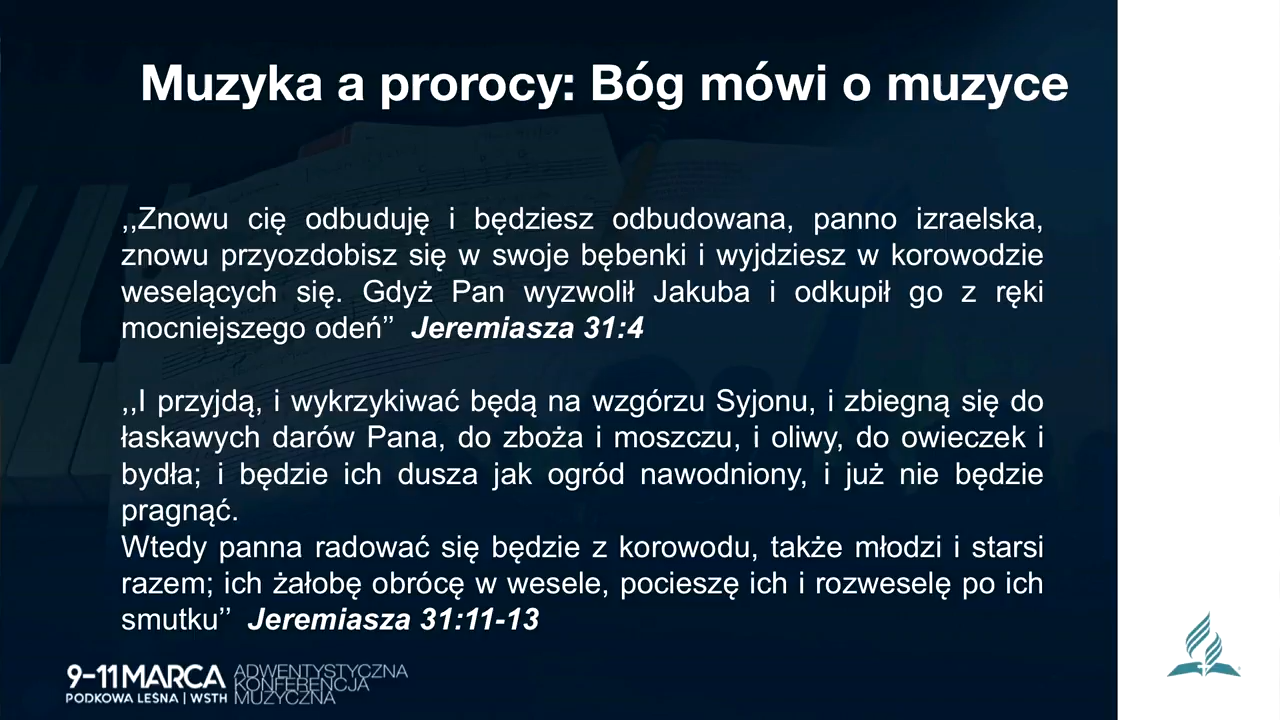 Muzyka a prorocy: Bóg mówi o muzyce
,,Znowu cię odbuduję i będziesz odbudowana, panno izraelska,
znowu przyozdobisz się w swoje bębenki i wyjdziesz w korowodzie
weselących się. Gdyż Pan wyzwolił Jakuba i odkupił go z ręki
mocniejszego odeń’’ Jeremiasza 31:4
,,I przyjdą, i wykrzykiwać będą na wzgórzu Syjonu, i zbiegną się do
łaskawych darów Pana, do zboża i moszczu, i oliwy, do owieczek i
bydła; i będzie ich dusza jak ogród nawodniony, i już nie będzie
pragnąć.
Wtedy panna radować się będzie z korowodu, także młodzi i starsi
razem; ich żałobę obrócę w wesele, pocieszę ich i rozweselę po ich
smutku’’ Jeremiasza 31:11-13
9-11 MARCA
PODKOWA LEŚNA | WSTH
ADWENTYSTYCZNA
KONFERENCJA
MUZYCZNA